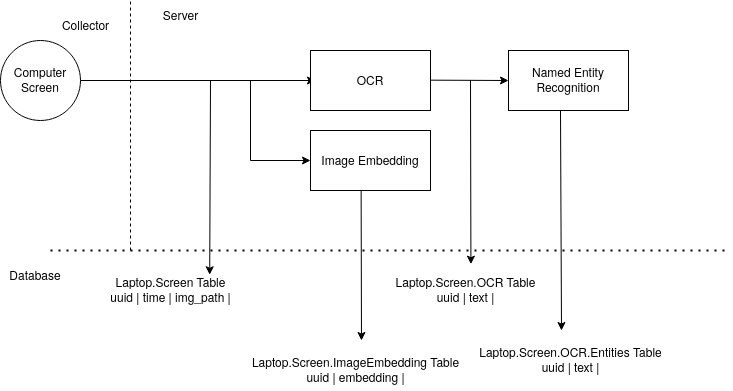 Collector
Server
Computer
Screen
OCR
Named Entity
Recognition
Image Embedding
Database
Laptop.Screen Table
uuid | time | img_path |
Laptop.Screen.OCR Table
uuid | text |
Laptop.Screen.ImageEmbedding Table
uuid | embedding |
Laptop.Screen.OCR.Entities Table
uuid | text |